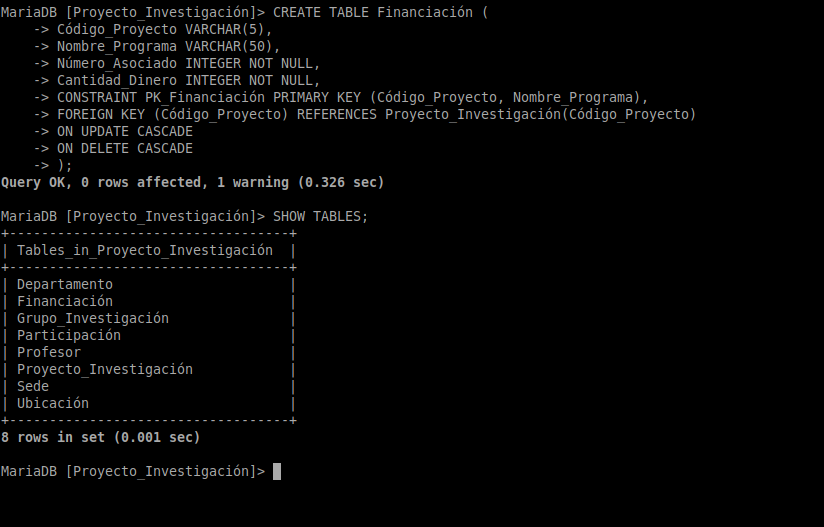 MariaDB [Proyecto_Investigación]> CREATE TABLE Financiación (
    -> Código_Proyecto VARCHAR(5),
    -> Nombre_Programa VARCHAR(50),
    -> Número_Asociado INTEGER NOT NULL,
    -> Cantidad_Dinero INTEGER NOT NULL,
    -> CONSTRAINT PK_Financiación PRIMARY KEY (Código_Proyecto, Nombre_Programa),
    -> FOREIGN KEY (Código_Proyecto) REFERENCES Proyecto_Investigación(Código_Proyecto)
    -> ON UPDATE CASCADE
    -> ON DELETE CASCADE
    -> );
Query OK, 0 rows affected, 1 warning (0.326 sec)

MariaDB [Proyecto_Investigación]> SHOW TABLES;
+-----------------------------------+
| Tables_in_Proyecto_Investigación  |
+-----------------------------------+
| Departamento                      |
| Financiación                      |
| Grupo_Investigación               |
| Participación                     |
| Profesor                          |
| Proyecto_Investigación            |
| Sede                              |
| Ubicación                         |
+-----------------------------------+
8 rows in set (0.001 sec)

MariaDB [Proyecto_Investigación]>